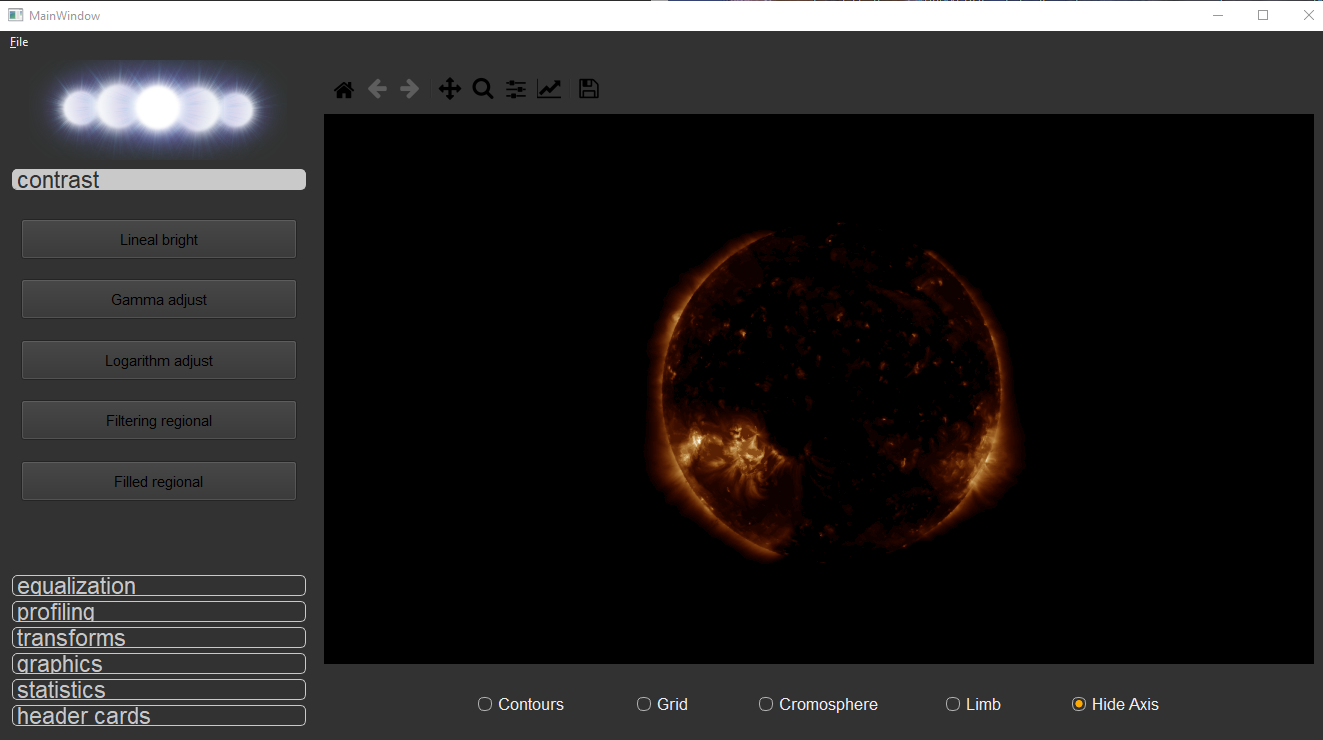 MainWindow
File
contrast
Lineal bright
Gamma adjust
Logarithm adjust
Filtering regional
Filled regional
equalization
profiling
transforms
graphics
statistics
header cards
Contours Grid Cromosphere Limb Hide Axis